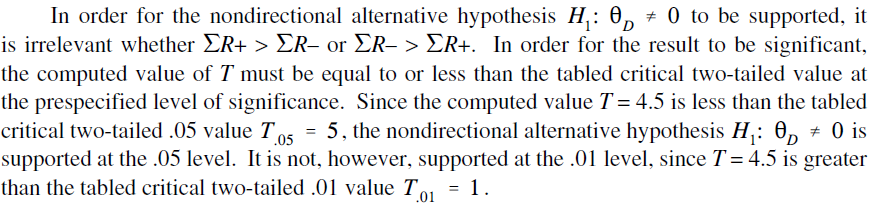 In order for the nondirectional alternative hypothesis H₁: θ_D ≠ 0 to be supported, it
is irrelevant whether ΣR+ > ΣR– or ΣR– > ΣR+. In order for the result to be significant,
the computed value of T must be equal to or less than the tabled critical two-tailed value at
the prespecified level of significance. Since the computed value T = 4.5 is less than the tabled
critical two-tailed .05 value T.₀₅ = 5, the nondirectional alternative hypothesis H₁: θ_D ≠ 0 is
supported at the .05 level. It is not, however, supported at the .01 level, since T = 4.5 is greater
than the tabled critical two-tailed .01 value T.₀₁ = 1.